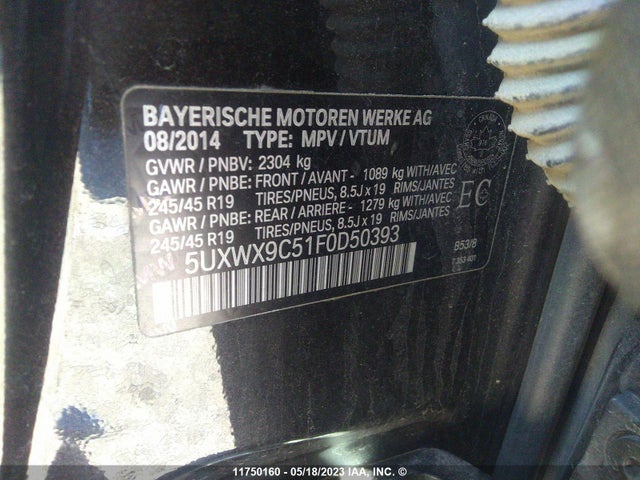 BAYERISCHE MOTOREN WERKE AG
08/2014 TYPE: MPV / VTUM
GVWR / PNBV: 2304 kg
GAWR / PNBE: FRONT / AVANT - 1089 kg WITH/AVEC
245/45 R19 TIRES/PNEUS, 8.5J x 19 RIMS/JANTES
GAWR / PNBE: REAR / ARRIERE - 1279 kg WITH/AVEC
245/45 R19 TIRES/PNEUS, 8.5J x 19 RIMS/JANTES
EC
5UXWX9C51F0D50393
B53/8
11750160 - 05/18/2023 IAA, INC. ©